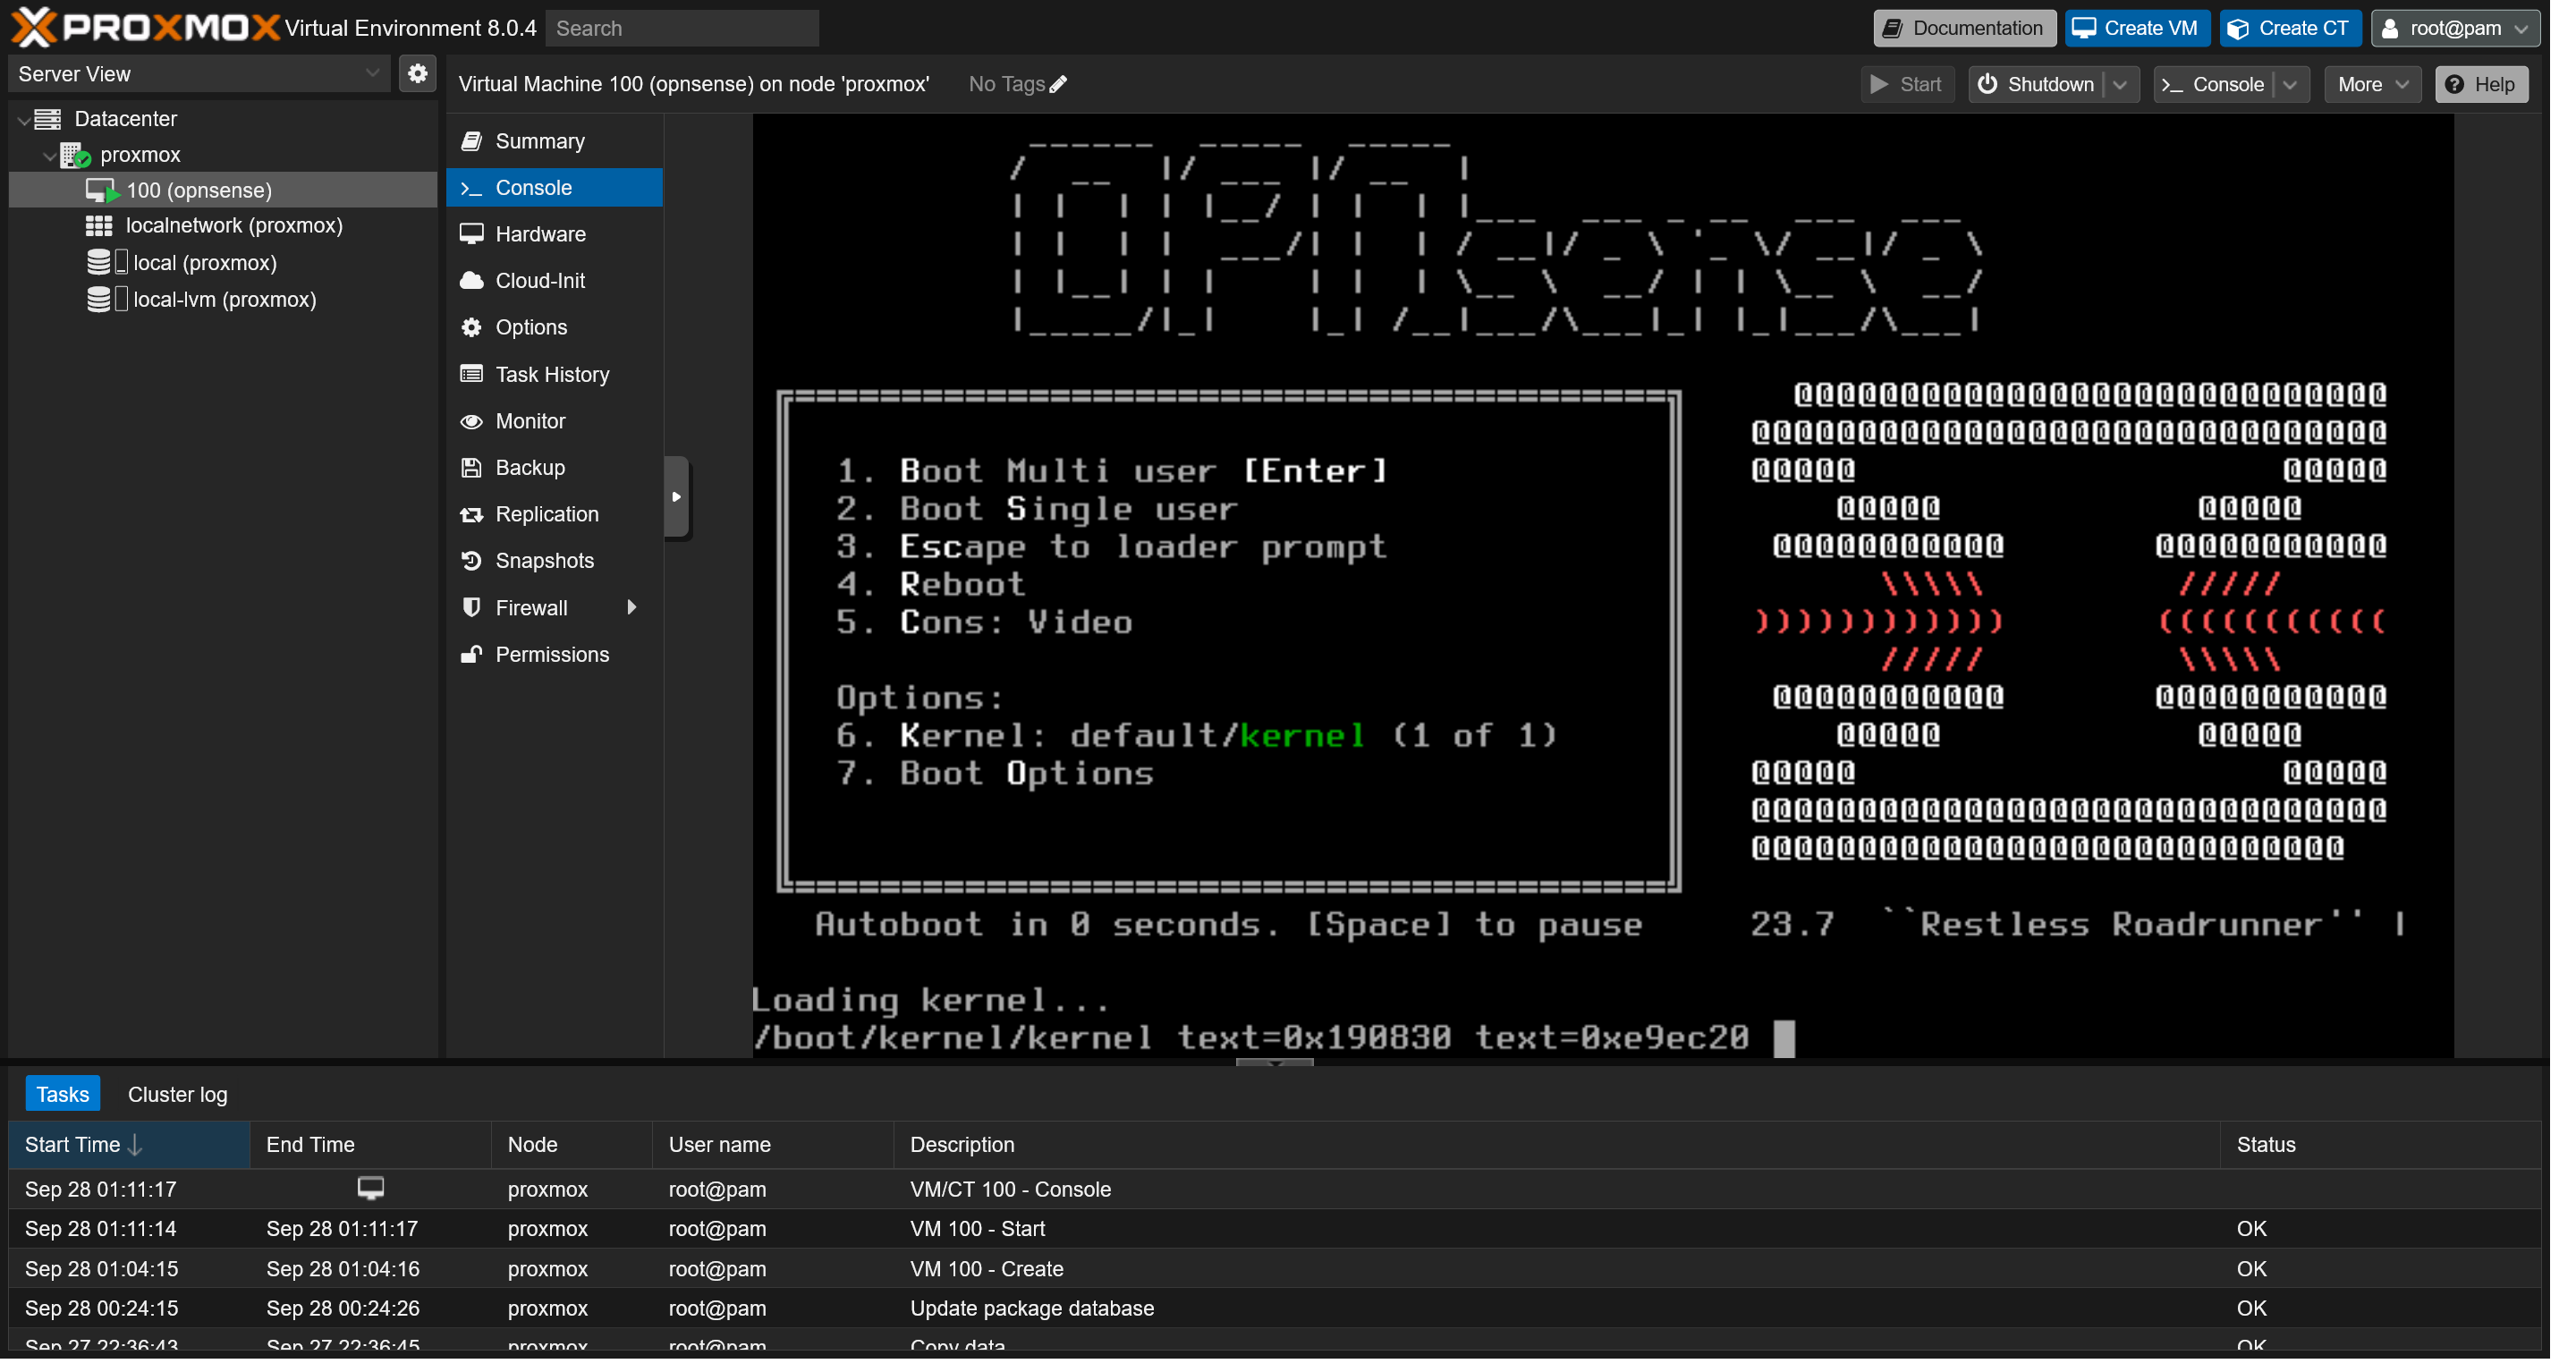 PROXMOX Virtual Environment 8.0.4 Search Documentation Create VM Create CT root@pam
Server View
Virtual Machine 100 (opnsense) on node 'proxmox' No Tags Start Shutdown Console More Help
Datacenter
proxmox
100 (opnsense)
localnetwork (proxmox)
local (proxmox)
local-lvm (proxmox)
Summary
Console
Hardware
Cloud-Init
Options
Task History
Monitor
Backup
Replication
Snapshots
Firewall
Permissions
OPNsense
1. Boot Multi user [Enter]
2. Boot Single user
3. Escape to loader prompt
4. Reboot
5. Cons: Video
Options:
6. Kernel: default/kernel (1 of 1)
7. Boot Options
Autoboot in 0 seconds. [Space] to pause
23.7 ``Restless Roadrunner'' |
Loading kernel...
/boot/kernel/kernel text=0x190830 text=0xe9ec20
Tasks Cluster log
Start Time End Time Node User name Description Status
Sep 28 01:11:17 proxmox root@pam VM/CT 100 - Console
Sep 28 01:11:14 Sep 28 01:11:17 proxmox root@pam VM 100 - Start OK
Sep 28 01:04:15 Sep 28 01:04:16 proxmox root@pam VM 100 - Create OK
Sep 28 00:24:15 Sep 28 00:24:26 proxmox root@pam Update package database OK
Sep 27 22:36:43 Sep 27 22:36:45 proxmox root@pam Copy data OK